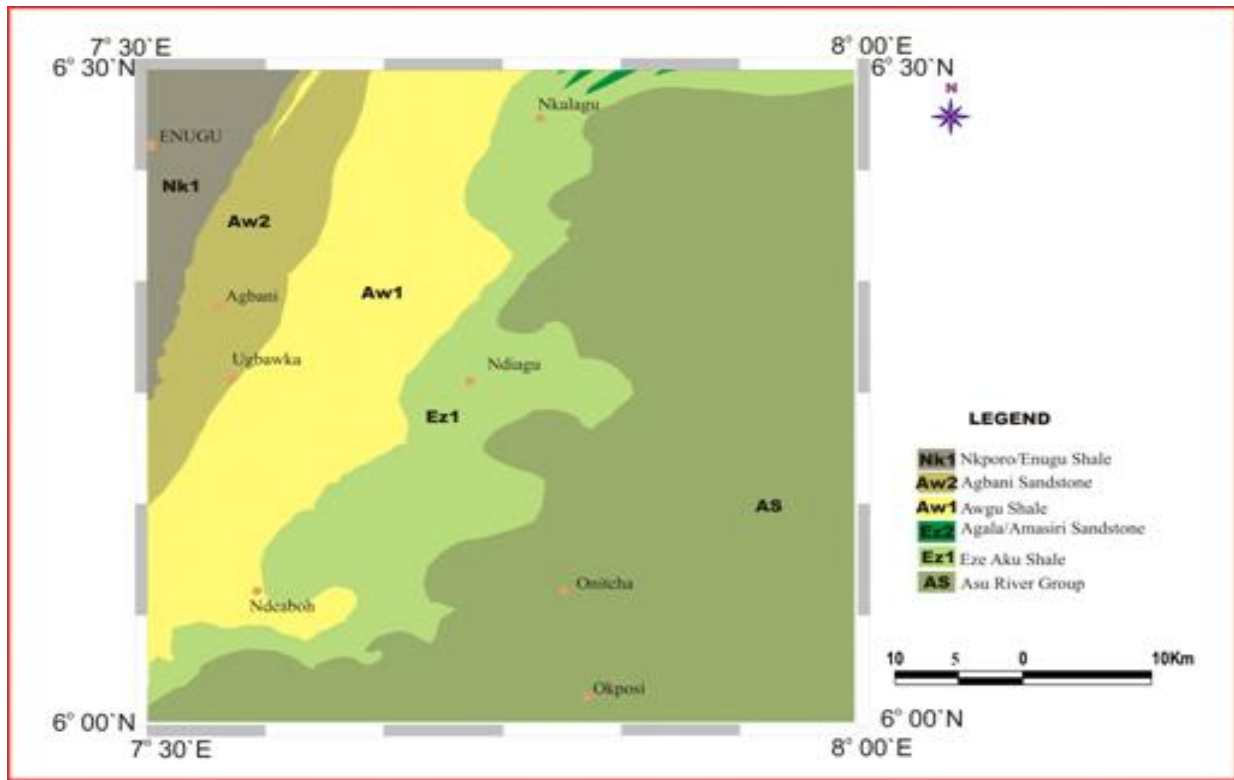 7° 30`E
8° 00`E
6° 30`N
6° 30`N
N
Nkalagu
ENUGU
Nk1
Aw2
Aw1
Agbani
Ugbawka
Ndiagu
Ez1
AS
Onitcha
Ndeaboh
Okposi
LEGEND
Nk1 Nkporo/Enugu Shale
Aw2 Agbani Sandstone
Aw1 Awgu Shale
Ez2 Agala/Amasiri Sandstone
Ez1 Eze Aku Shale
AS Asu River Group
10 5 0 10Km
6° 00`N
6° 00`N
7° 30`E
8° 00`E